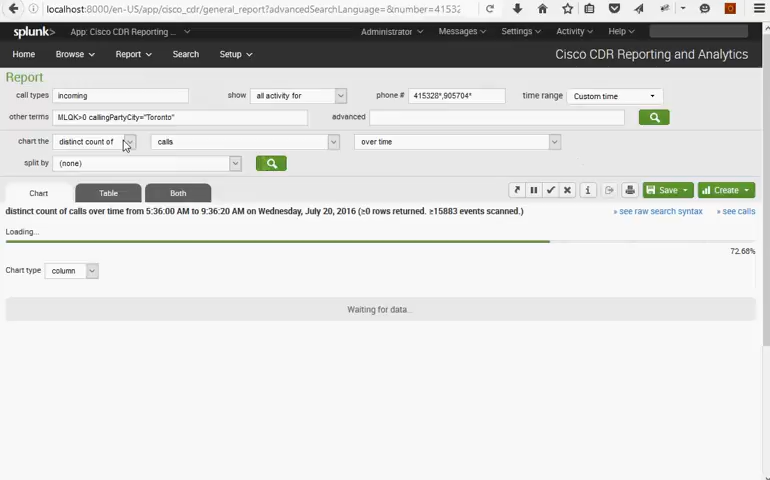 localhost:8000/en-US/app/cisco_cdr/general_report?advancedSearchLanguage=&number=41532
splunk> App: Cisco CDR Reporting ... Administrator Messages Settings Activity Help
Home Browse Report Search Setup Cisco CDR Reporting and Analytics
Report
call types incoming show all activity for phone # 415328*,905704* time range Custom time
other terms MLQK>0 callingPartyCity="Toronto" advanced
chart the distinct count of calls over time
split by (none)
Chart Table Both Save Create
distinct count of calls over time from 5:36:00 AM to 9:36:20 AM on Wednesday, July 20, 2016 (≥0 rows returned. ≥15883 events scanned.) » see raw search syntax » see calls
Loading...
72.68%
Chart type column
Waiting for data...